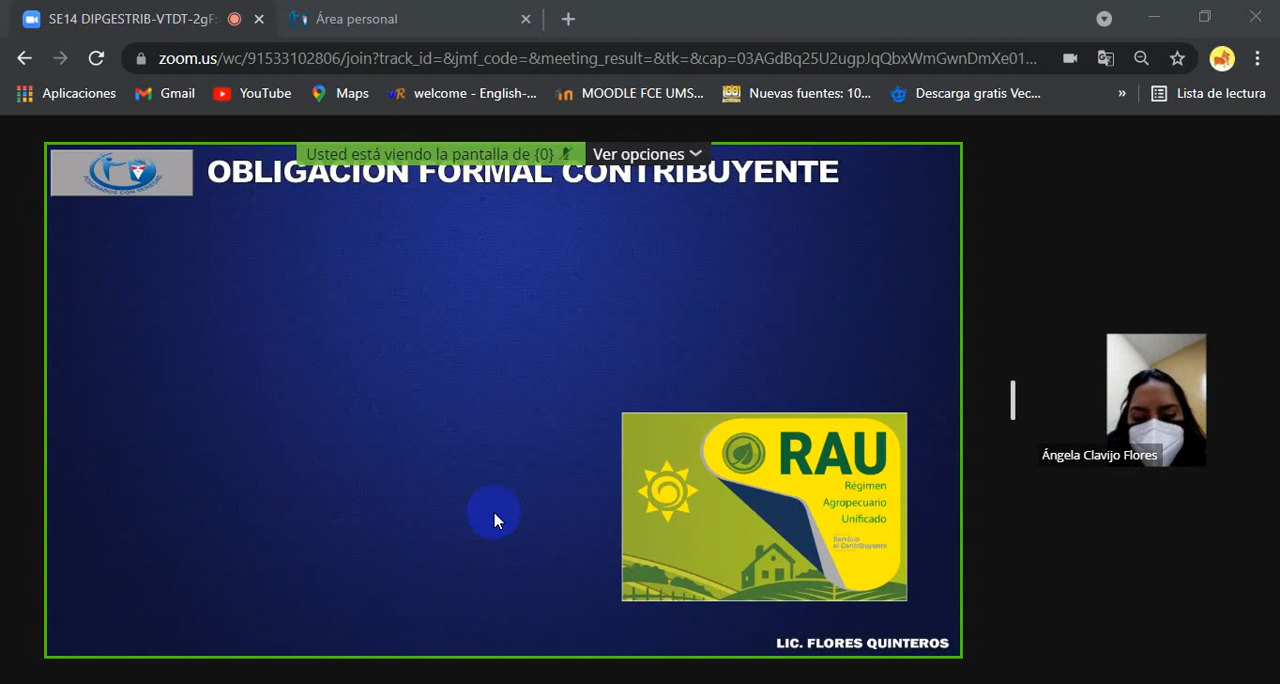 SE14 DIPGESTRIB-VTDT-2gF
Área personal
zoom.us/wc/91533102806/join?track_id=&jmf_code=&meeting_result=&tk=&cap=03AGdBq25U2ugpJqQbxWmGwnDmXe01...
Aplicaciones
Gmail
YouTube
Maps
welcome - English-...
MOODLE FCE UMS...
Nuevas fuentes: 10...
Descarga gratis Vec...
»
Lista de lectura
Usted está viendo la pantalla de {0}
Ver opciones
OBLIGACION FORMAL CONTRIBUYENTE
RAU
Régimen
Agropecuario
Unificado
Servicio
al Contribuyente
Ángela Clavijo Flores
LIC. FLORES QUINTEROS